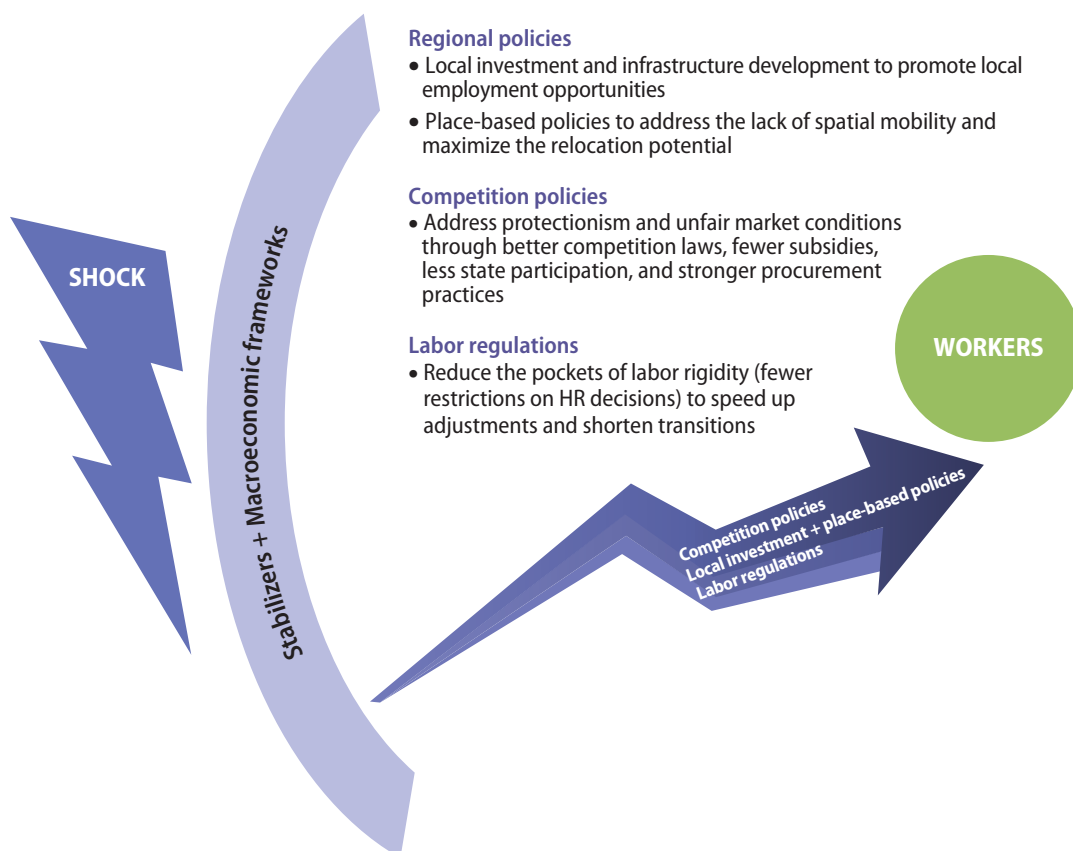 Regional policies
• Local investment and infrastructure development to promote local
employment opportunities
• Place-based policies to address the lack of spatial mobility and
maximize the relocation potential
Competition policies
• Address protectionism and unfair market conditions
through better competition laws, fewer subsidies,
less state participation, and stronger procurement
practices
Labor regulations
• Reduce the pockets of labor rigidity (fewer
restrictions on HR decisions) to speed up
adjustments and shorten transitions
SHOCK
Stabilizers + Macroeconomic frameworks
WORKERS
Competition policies
Local investment + place-based policies
Labor regulations